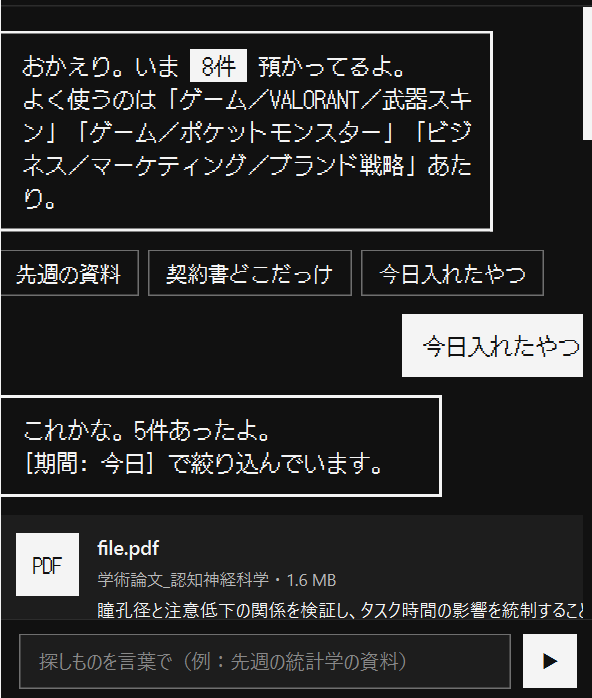 おかえり。いま 8件 預かってるよ。
よく使うのは「ゲーム／VALORANT／武器スキ
ン」「ゲーム／ポケットモンスター」「ビジ
ネス／マーケティング／ブランド戦略」あた
り。
先週の資料 契約書どこだっけ 今日入れたやつ
今日入れたやつ
これかな。5件あったよ。
[期間: 今日] で絞り込んでいます。
PDF
file.pdf
学術論文_認知神経科学・1.6 MB
瞳孔径と注意低下の関係を検証し、タスク時間の影響を統制すること
探しものを言葉で（例：先週の統計学の資料）